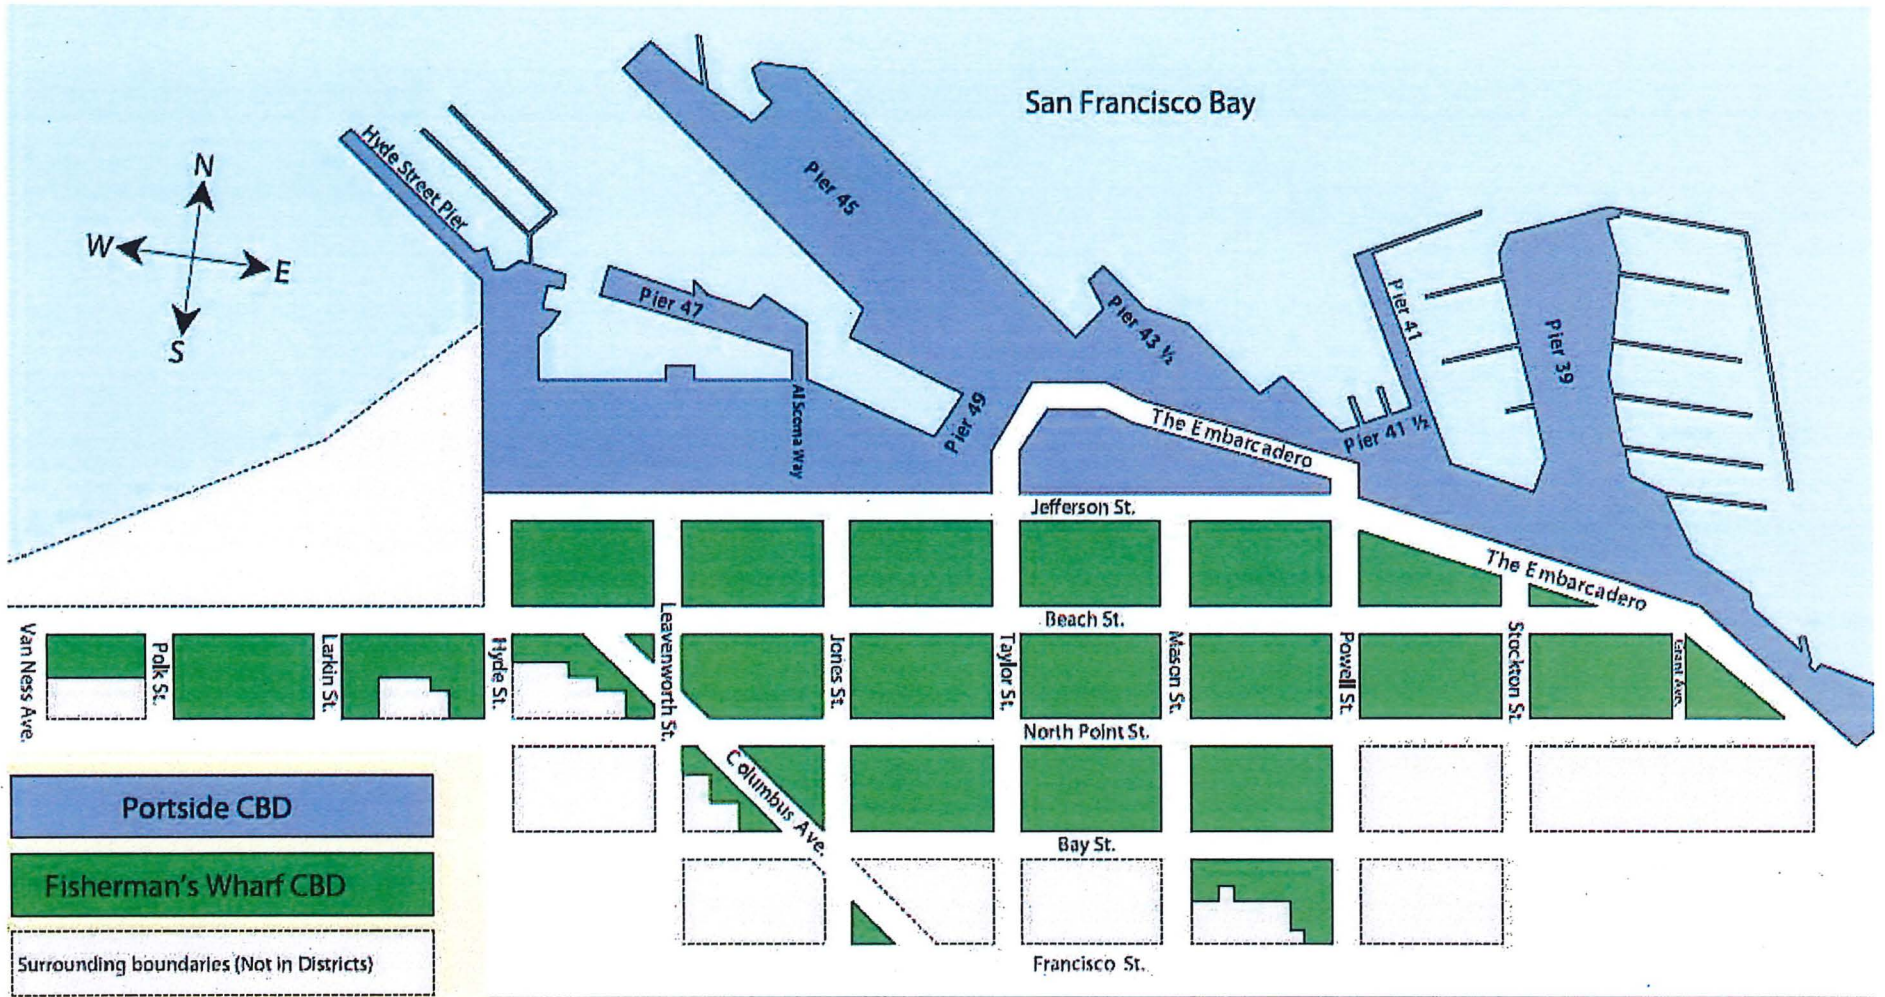 San Francisco Bay
N
W
E
S
Hyde Street Pier
Pier 47
Al Scoma Way
Pier 45
Pier 49
Pier 43 ½
Pier 41
Pier 41 ½
Pier 39
The Embarcadero
The Embarcadero
Jefferson St.
Beach St.
Van Ness Ave.
Polk St.
Larkin St.
Hyde St.
Leavenworth St.
Jones St.
Taylor St.
Mason St.
Powell St.
Stockton St.
Grant Ave.
North Point St.
Columbus Ave.
Bay St.
Francisco St.
Portside CBD
Fisherman's Wharf CBD
Surrounding boundaries (Not in Districts)